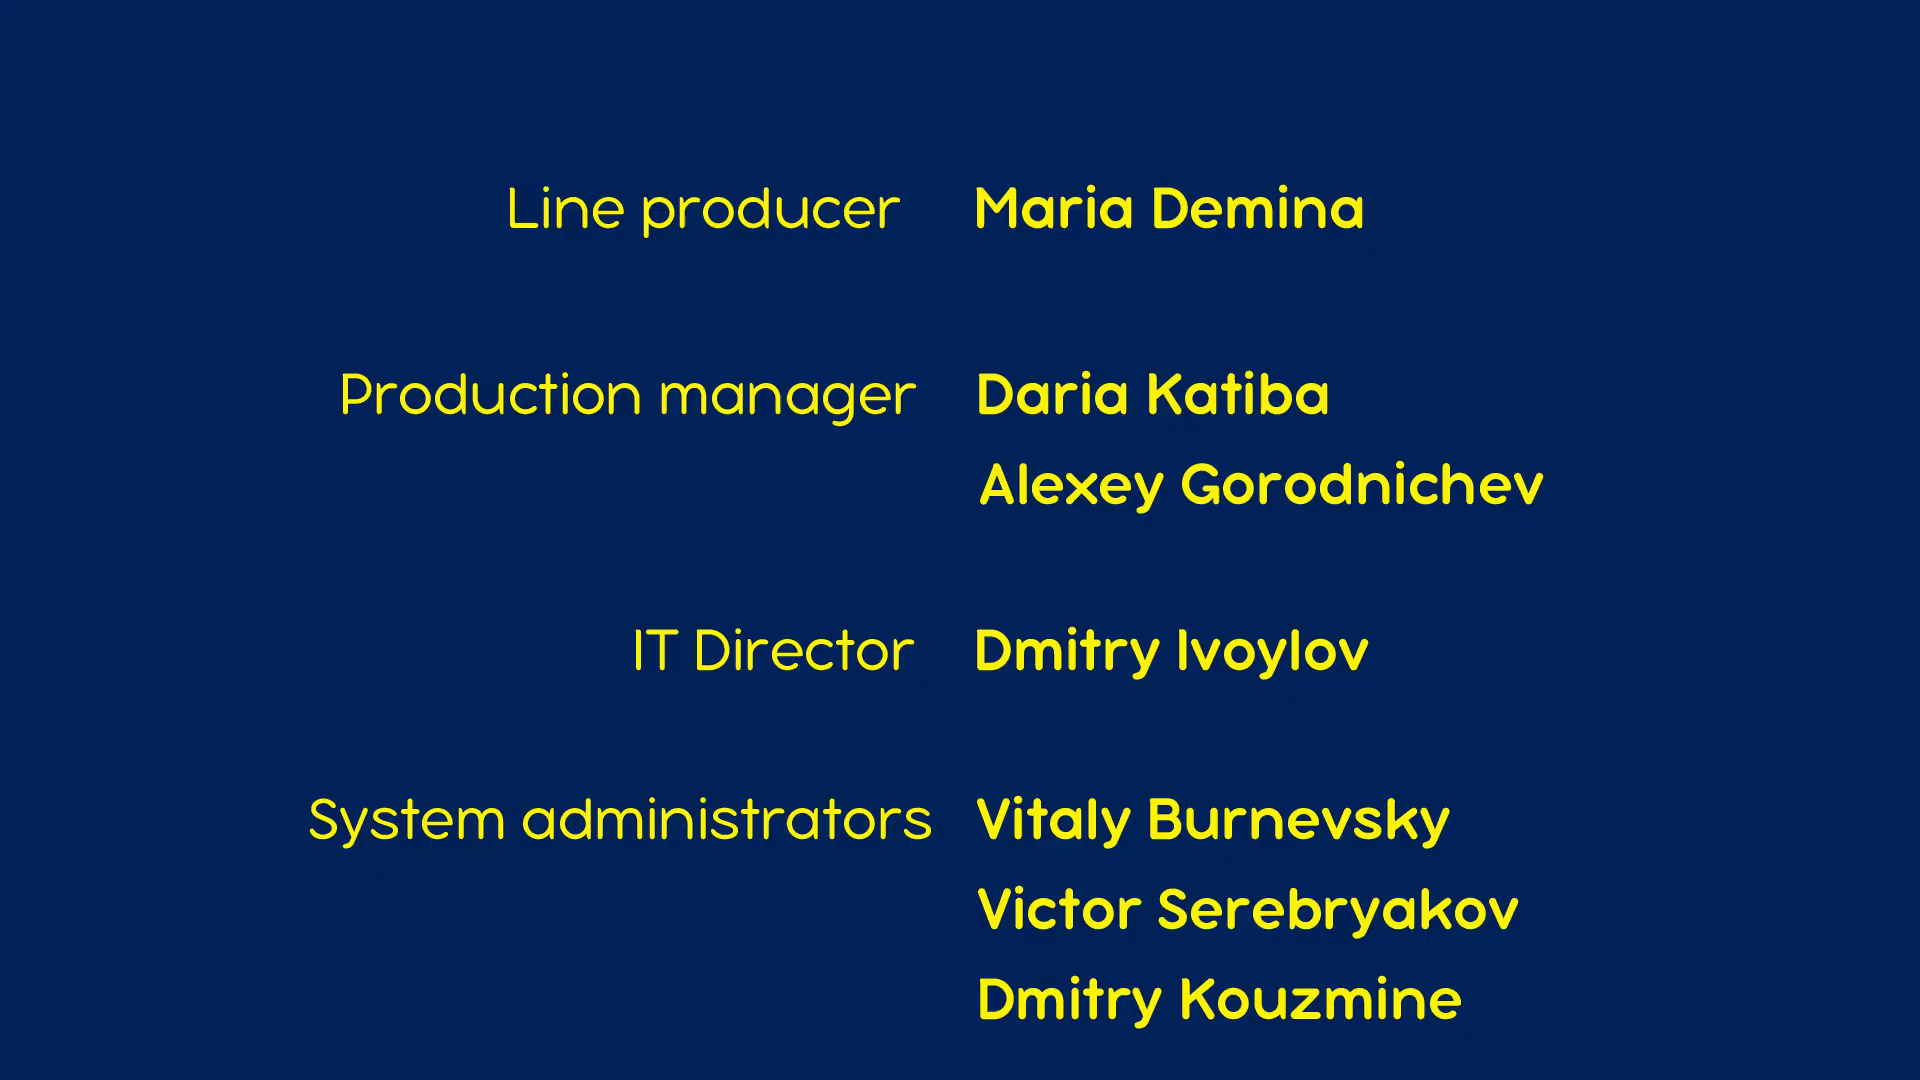 Line producer Maria Demina
Production manager Daria Katiba
Alexey Gorodnichev
IT Director Dmitry Ivoylov
System administrators Vitaly Burnevsky
Victor Serebryakov
Dmitry Kouzmine